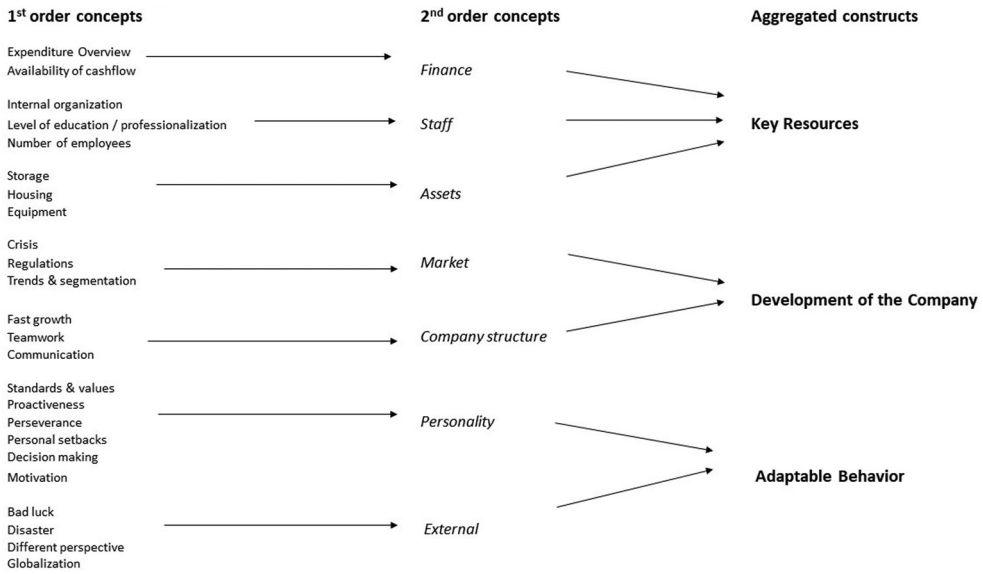 1st order concepts
2nd order concepts
Aggregated constructs
Expenditure Overview
Availability of cashflow
Finance
Internal organization
Level of education / professionalization
Number of employees
Staff
Key Resources
Storage
Housing
Equipment
Assets
Crisis
Regulations
Trends & segmentation
Market
Development of the Company
Fast growth
Teamwork
Communication
Company structure
Standards & values
Proactiveness
Perseverance
Personal setbacks
Decision making
Motivation
Personality
Adaptable Behavior
Bad luck
Disaster
Different perspective
Globalization
External